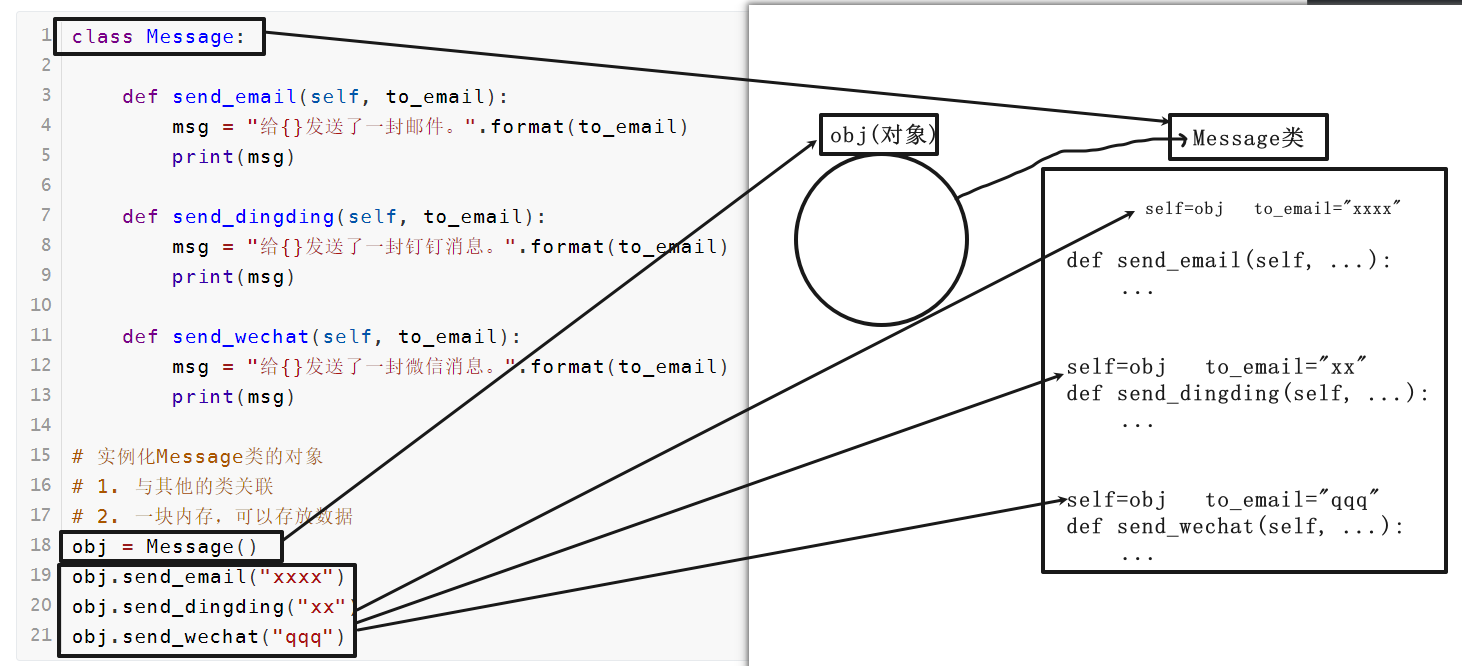 1 class Message:
2
3 def send_email(self, to_email):
4 msg = "给{}发送了一封邮件。".format(to_email)
5 print(msg)
6
7 def send_dingding(self, to_email):
8 msg = "给{}发送了一封钉钉消息。".format(to_email)
9 print(msg)
10
11 def send_wechat(self, to_email):
12 msg = "给{}发送了一封微信消息。".format(to_email)
13 print(msg)
14
15 # 实例化Message类的对象
16 # 1. 与其他的类关联
17 # 2. 一块内存，可以存放数据
18 obj = Message()
19 obj.send_email("xxxx")
20 obj.send_dingding("xx")
21 obj.send_wechat("qqq")
obj(对象)
Message类
self=obj to_email="xxxx"
def send_email(self, ...):
...
self=obj to_email="xx"
def send_dingding(self, ...):
...
self=obj to_email="qqq"
def send_wechat(self, ...):
...